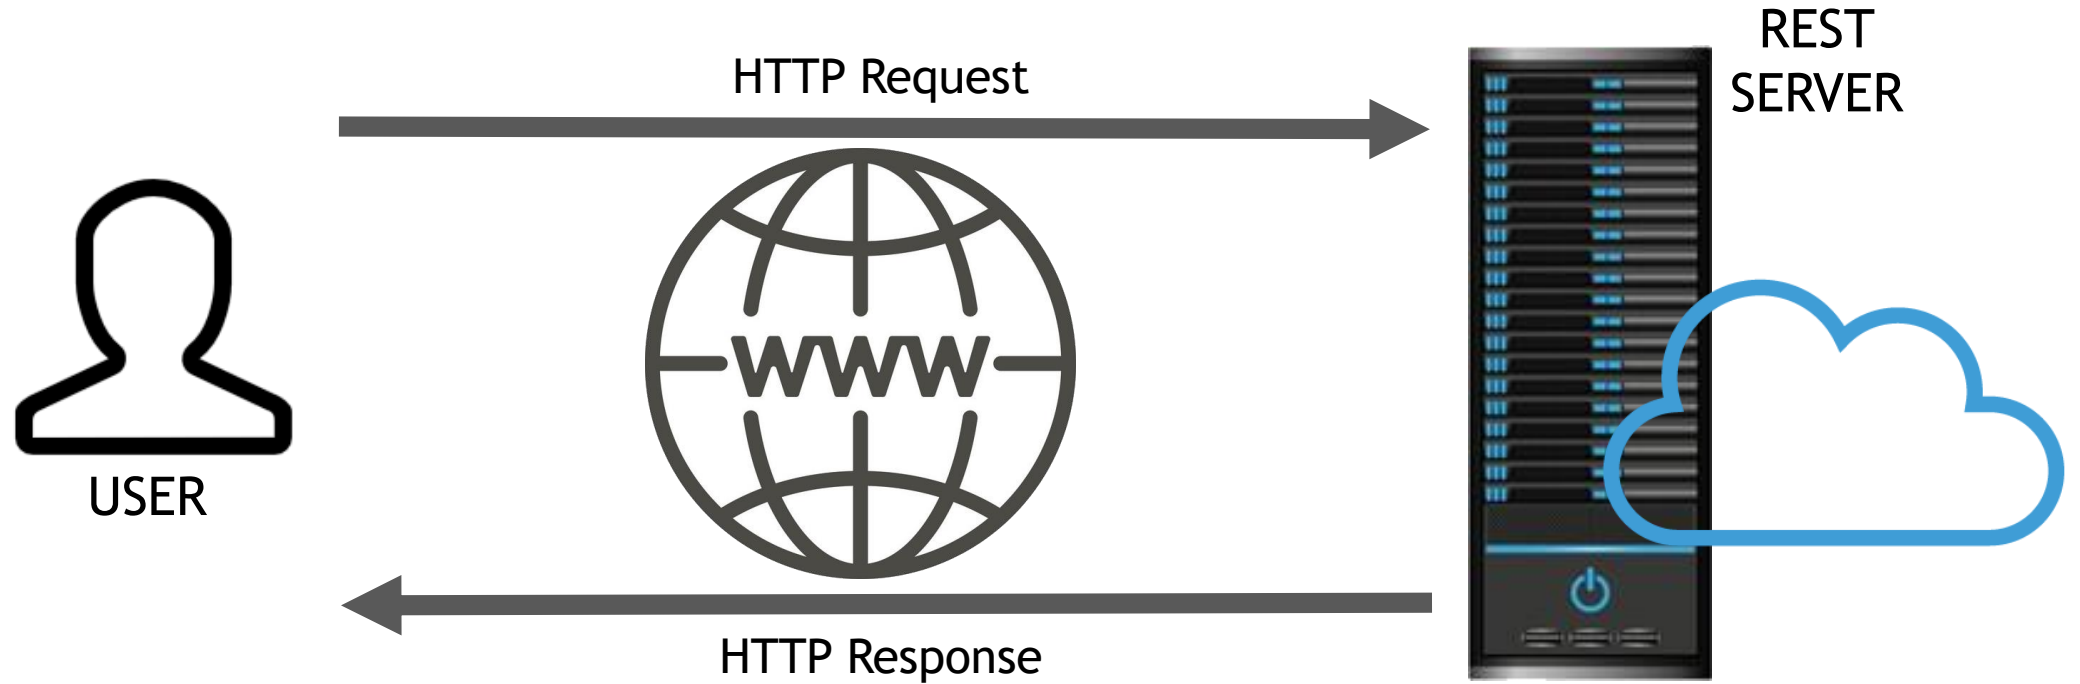 REST
SERVER
HTTP Request
WWW
USER
HTTP Response